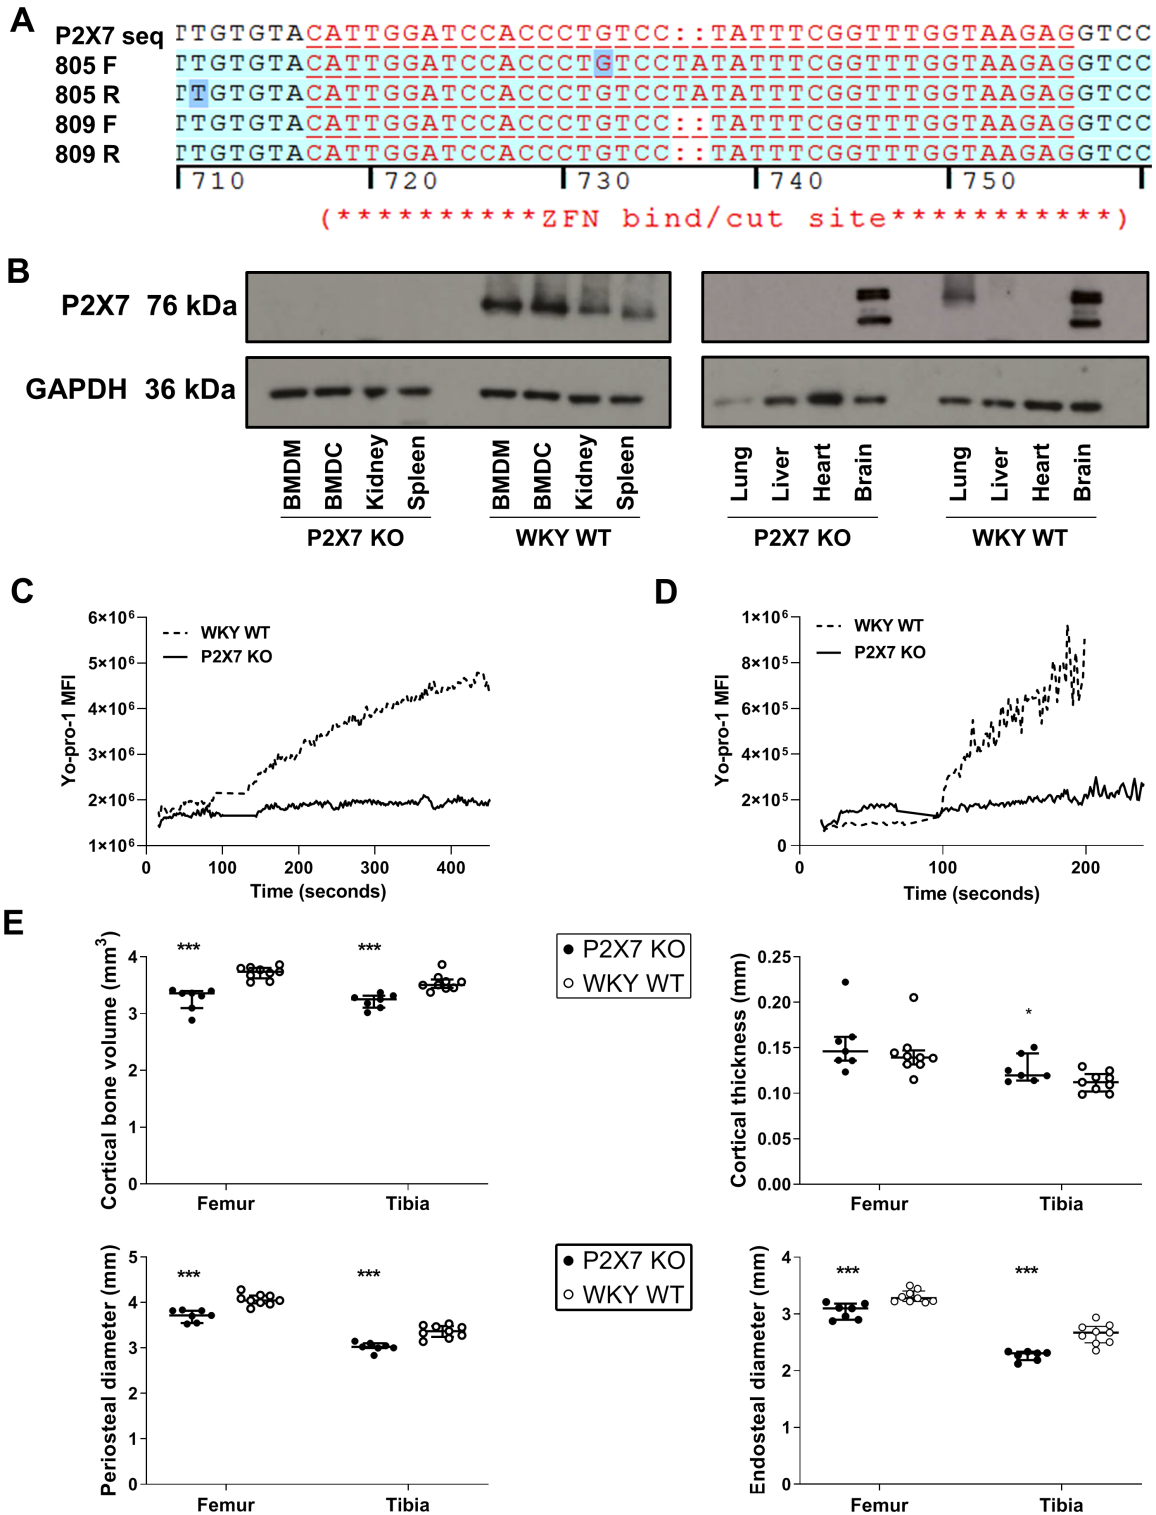 A
P2X7 seq TTGTGTACATTGGATCCACCCTGTCC::TATTTCGGTTTGGTAAGAGGTCC
805 F TTGTGTACATTGGATCCACCCTGTCCTATATTTCGGTTTGGTAAGAGGTCC
805 R TTGTGTACATTGGATCCACCCTGTCCTATATTTCGGTTTGGTAAGAGGTCC
809 F TTGTGTACATTGGATCCACCCTGTCC::TATTTCGGTTTGGTAAGAGGTCC
809 R TTGTGTACATTGGATCCACCCTGTCC::TATTTCGGTTTGGTAAGAGGTCC
710 720 730 740 750
(**********ZFN bind/cut site***********)
B
P2X7 76 kDa
GAPDH 36 kDa
BMDM BMDC Kidney Spleen BMDM BMDC Kidney Spleen Lung Liver Heart Brain Lung Liver Heart Brain
P2X7 KO WKY WT P2X7 KO WKY WT
C
Yo-pro-1 MFI
6×10⁶
5×10⁶
4×10⁶
3×10⁶
2×10⁶
1×10⁶
WKY WT
P2X7 KO
0 100 200 300 400
Time (seconds)
D
Yo-pro-1 MFI
1×10⁶
8×10⁵
6×10⁵
4×10⁵
2×10⁵
0
WKY WT
P2X7 KO
0 100 200
Time (seconds)
E
Cortical bone volume (mm³)
4
3
2
1
0
*** ***
Femur Tibia
P2X7 KO
WKY WT
Cortical thickness (mm)
0.25
0.20
0.15
0.10
0.05
0.00
*
Femur Tibia
Periosteal diameter (mm)
5
4
3
2
1
0
*** ***
Femur Tibia
P2X7 KO
WKY WT
Endosteal diameter (mm)
4
3
2
1
0
*** ***
Femur Tibia